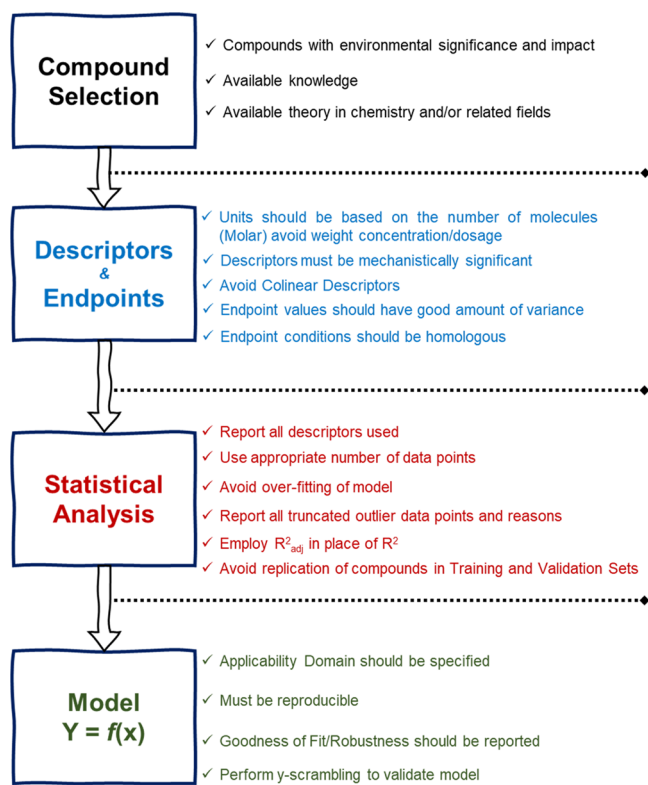 Compound
Selection
✓ Compounds with environmental significance and impact
✓ Available knowledge
✓ Available theory in chemistry and/or related fields
Descriptors
&
Endpoints
✓ Units should be based on the number of molecules
(Molar) avoid weight concentration/dosage
✓ Descriptors must be mechanistically significant
✓ Avoid Colinear Descriptors
✓ Endpoint values should have good amount of variance
✓ Endpoint conditions should be homologous
Statistical
Analysis
✓ Report all descriptors used
✓ Use appropriate number of data points
✓ Avoid over-fitting of model
✓ Report all truncated outlier data points and reasons
✓ Employ R²adj in place of R²
✓ Avoid replication of compounds in Training and Validation Sets
Model
Y = f(x)
✓ Applicability Domain should be specified
✓ Must be reproducible
✓ Goodness of Fit/Robustness should be reported
✓ Perform y-scrambling to validate model